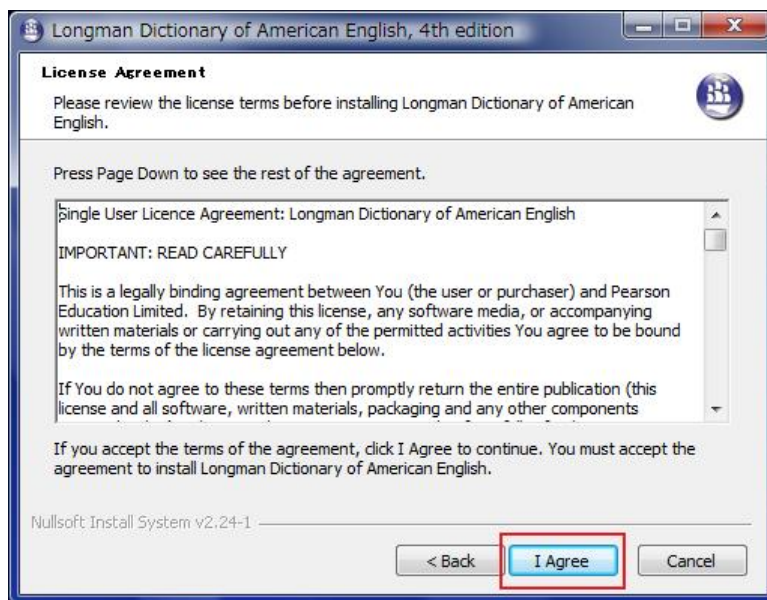 Longman Dictionary of American English, 4th edition
License Agreement
Please review the license terms before installing Longman Dictionary of American
English.
Press Page Down to see the rest of the agreement.
Single User Licence Agreement: Longman Dictionary of American English
IMPORTANT: READ CAREFULLY
This is a legally binding agreement between You (the user or purchaser) and Pearson
Education Limited.  By retaining this license, any software media, or accompanying
written materials or carrying out any of the permitted activities You agree to be bound
by the terms of the license agreement below.
If You do not agree to these terms then promptly return the entire publication (this
license and all software, written materials, packaging and any other components
If you accept the terms of the agreement, click I Agree to continue. You must accept the
agreement to install Longman Dictionary of American English.
Nullsoft Install System v2.24-1
< Back
I Agree
Cancel